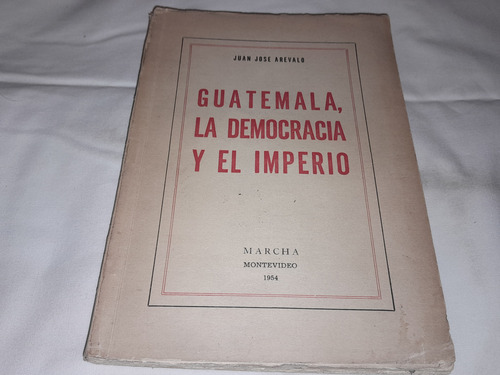 JUAN JOSE AREVALO
GUATEMALA,
LA DEMOCRACIA
Y EL IMPERIO
MARCHA
MONTEVIDEO
1954